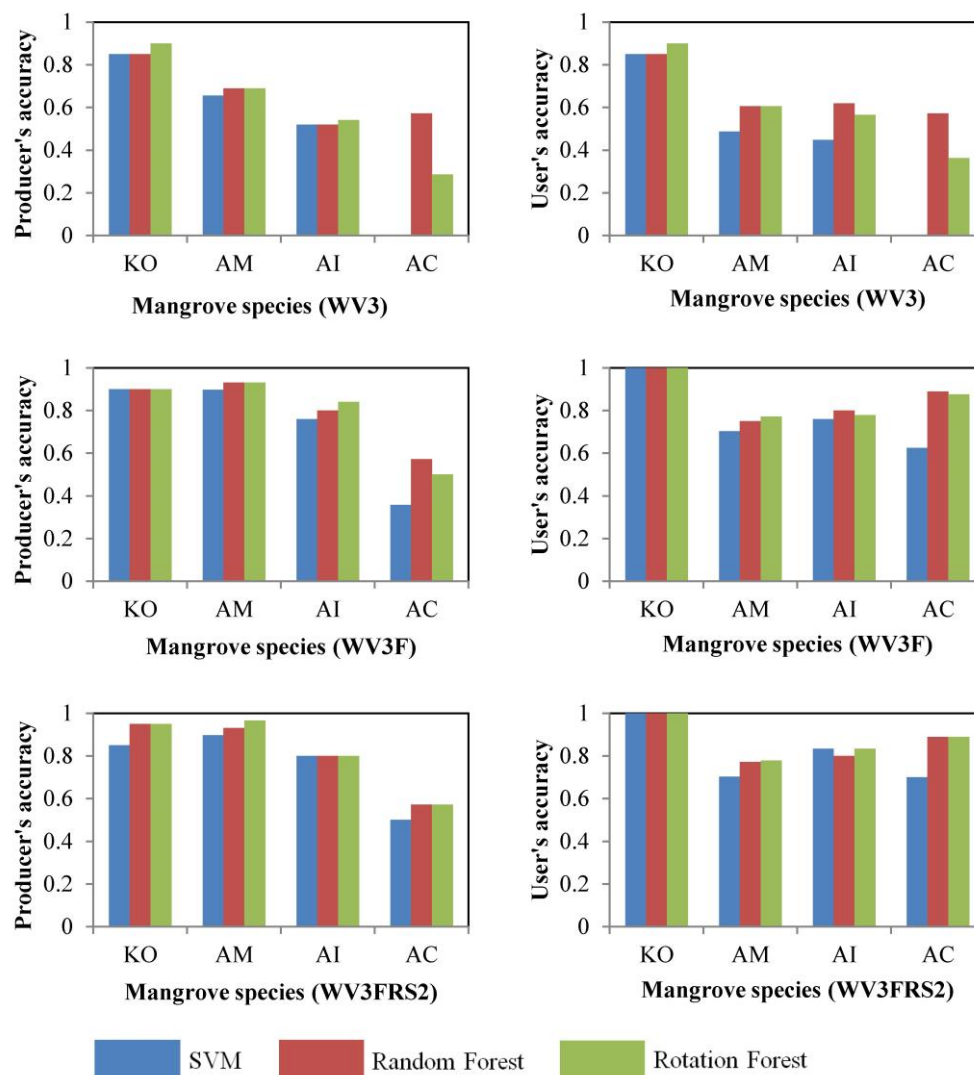 Producer's accuracy
1
0.8
0.6
0.4
0.2
0
KO AM AI AC
Mangrove species (WV3)
User's accuracy
1
0.8
0.6
0.4
0.2
0
KO AM AI AC
Mangrove species (WV3)
Producer's accuracy
1
0.8
0.6
0.4
0.2
0
KO AM AI AC
Mangrove species (WV3F)
User's accuracy
1
0.8
0.6
0.4
0.2
0
KO AM AI AC
Mangrove species (WV3F)
Producer's accuracy
1
0.8
0.6
0.4
0.2
0
KO AM AI AC
Mangrove species (WV3FRS2)
User's accuracy
1
0.8
0.6
0.4
0.2
0
KO AM AI AC
Mangrove species (WV3FRS2)
SVM Random Forest Rotation Forest